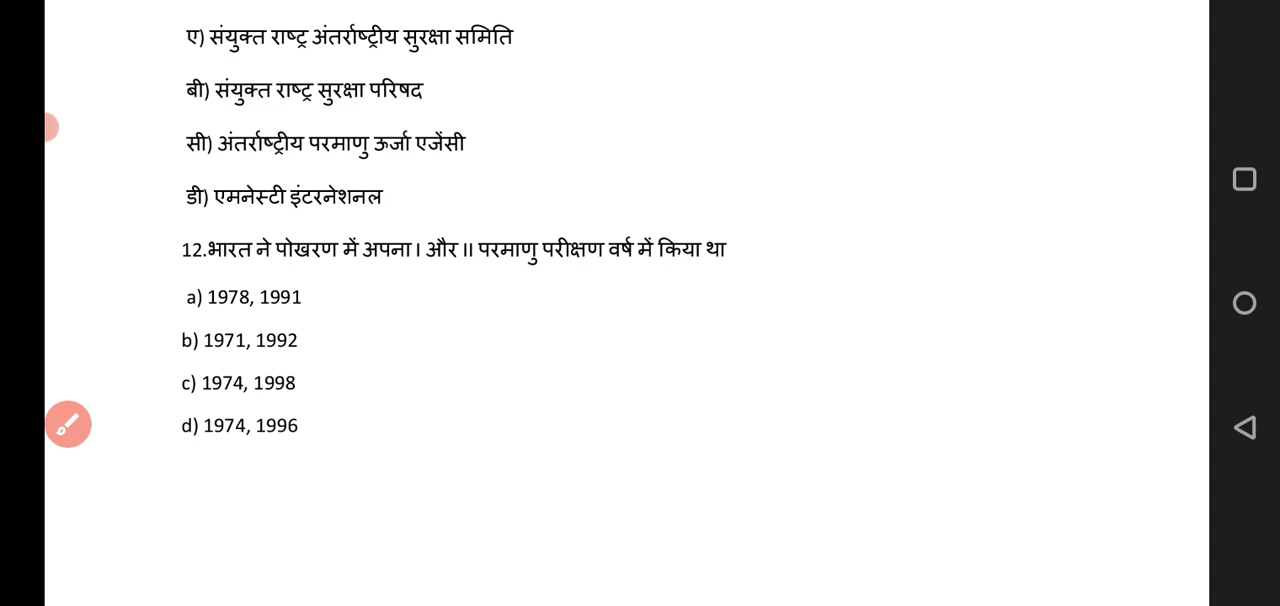 ए) संयुक्त राष्ट्र अंतर्राष्ट्रीय सुरक्षा समिति
बी) संयुक्त राष्ट्र सुरक्षा परिषद
सी) अंतर्राष्ट्रीय परमाणु ऊर्जा एजेंसी
डी) एमनेस्टी इंटरनेशनल
12.भारत ने पोखरण में अपना I और II परमाणु परीक्षण वर्ष में किया था
a) 1978, 1991
b) 1971, 1992
c) 1974, 1998
d) 1974, 1996